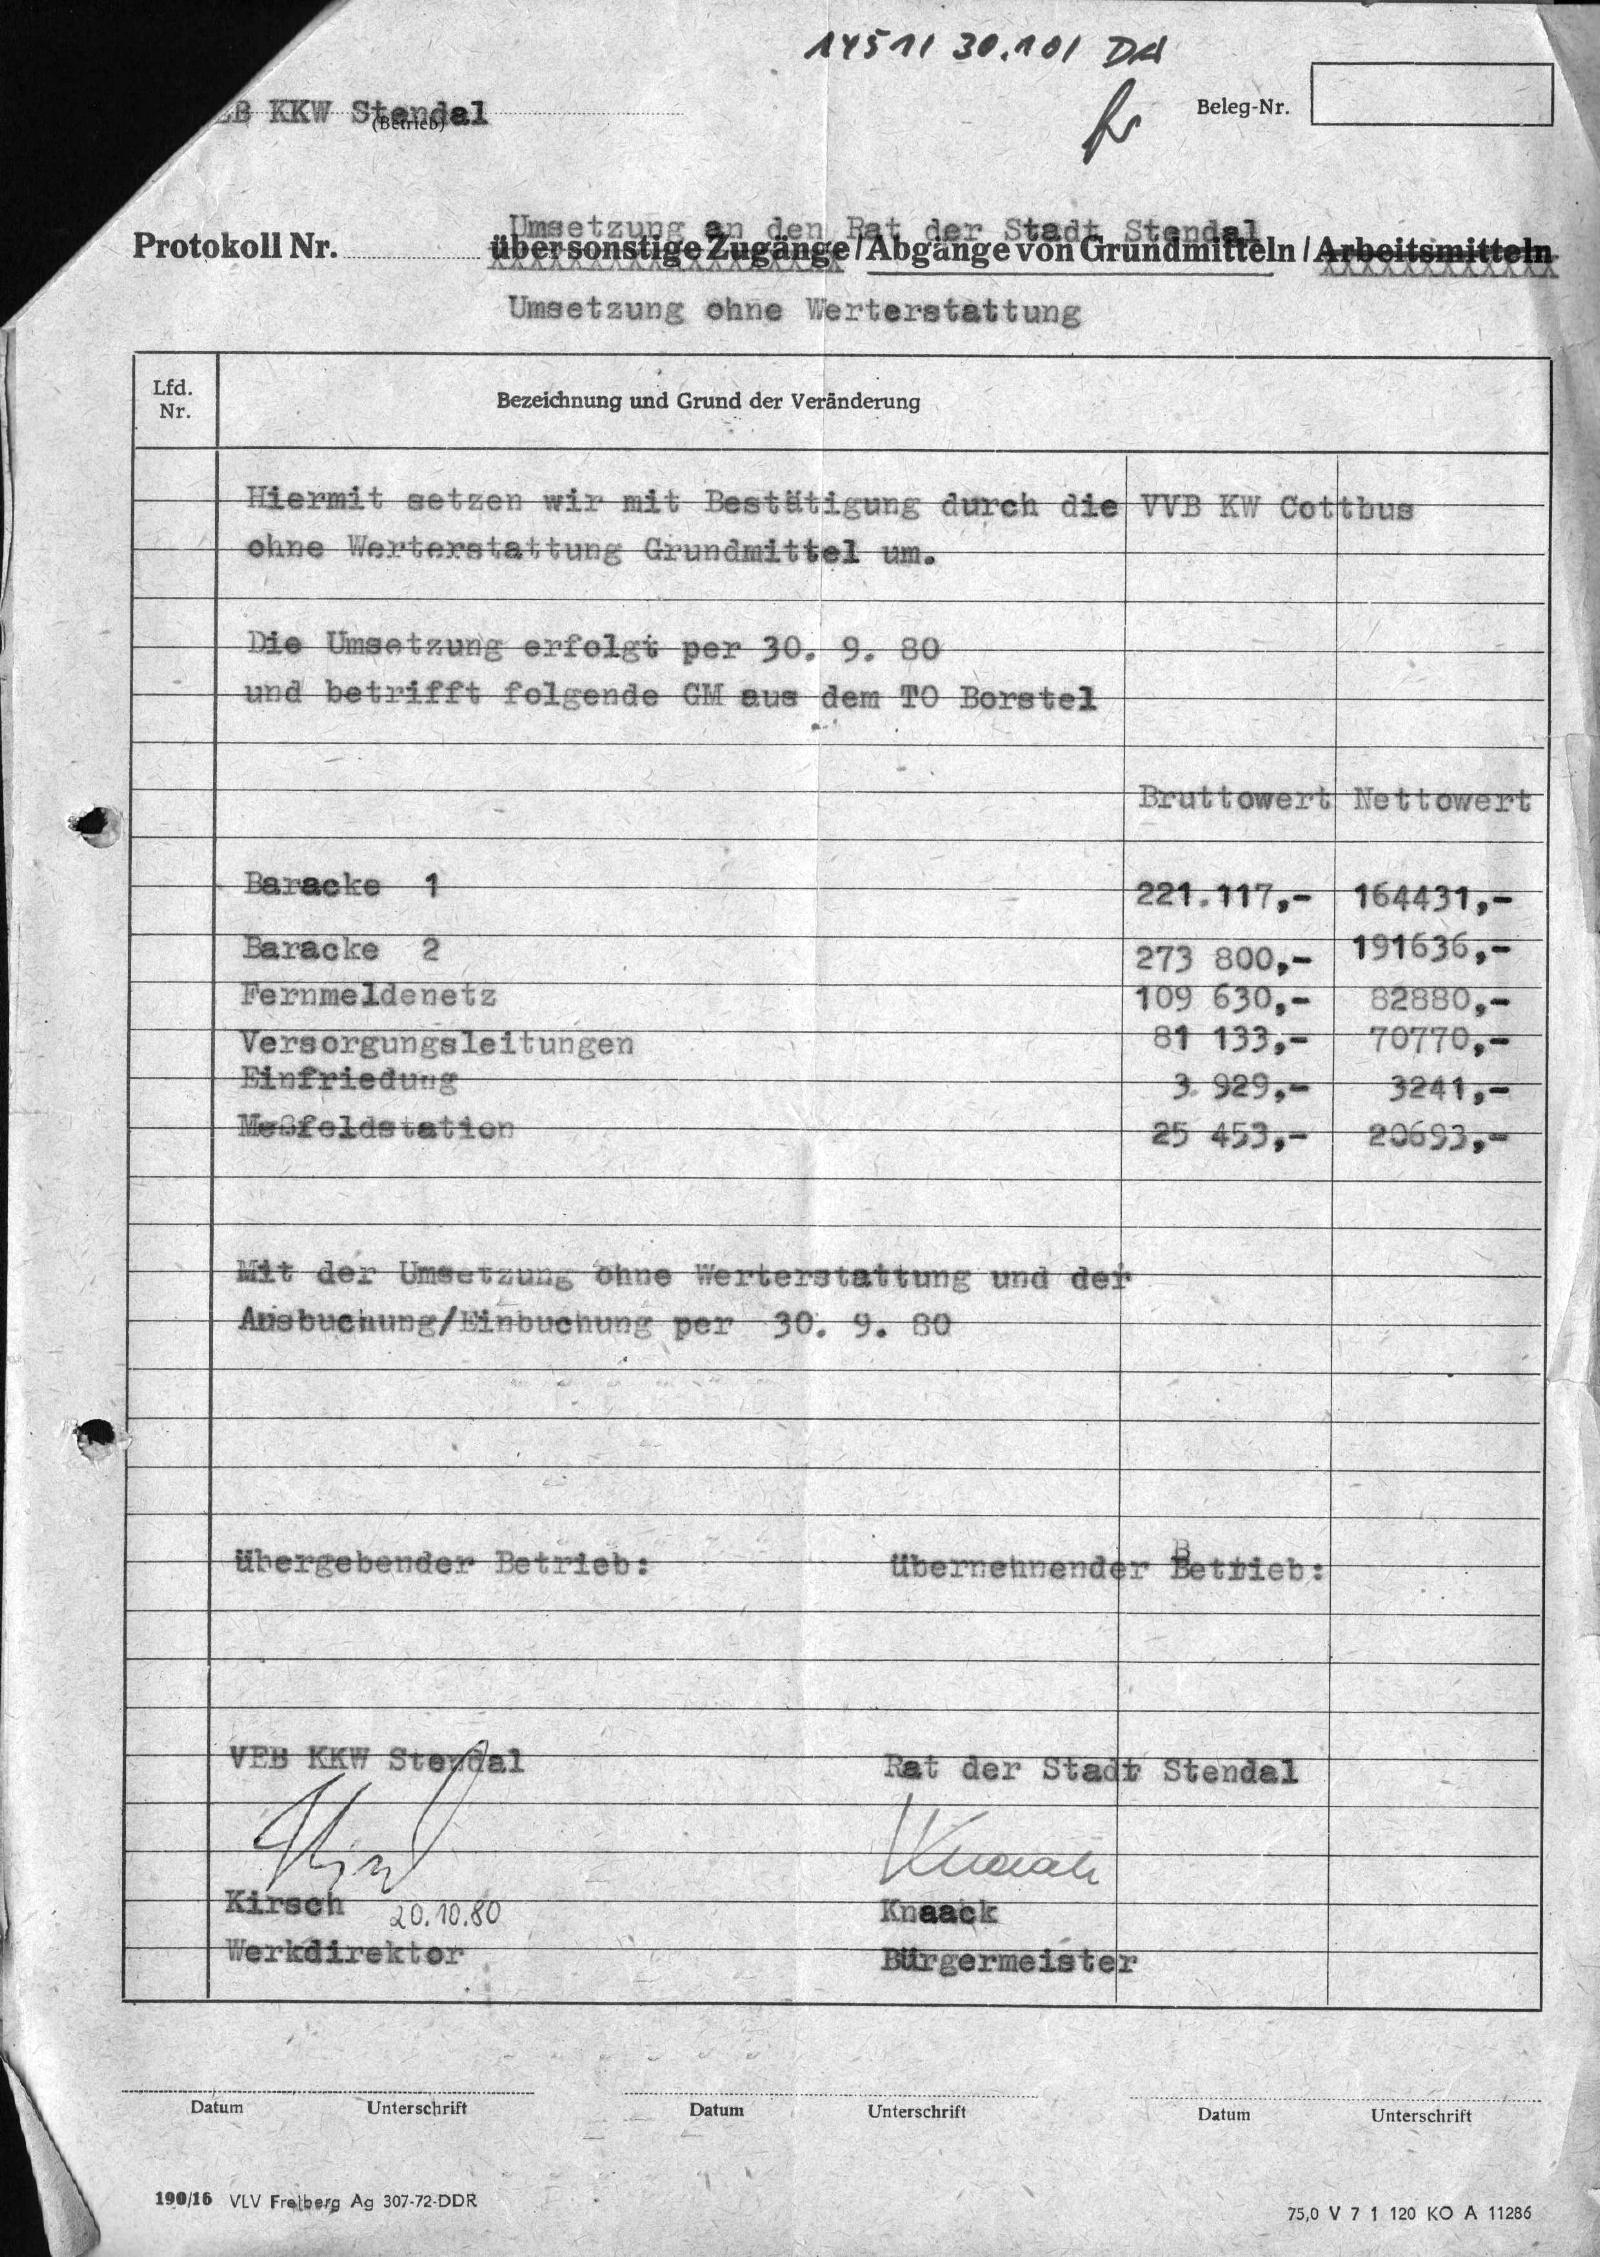 14511 30.101
EB KKW Stendal
(Betrieb)
Beleg-Nr.
Umsetzung an den Rat der Stadt Stendal
Protokoll Nr. über sonstige Zugänge / Abgänge von Grundmitteln / Arbeitsmitteln
Umsetzung ohne Werterstattung
Lfd. Nr.
Bezeichnung und Grund der Veränderung
Hiermit setzen wir mit Bestätigung durch die VVB KW Cottbus
ohne Werterstattung Grundmittel um.
Die Umsetzung erfolgt per 30. 9. 80
und betrifft folgende GM aus dem TO Borstel
Bruttowert Nettowert
Baracke 1 221.117,- 164431,-
Baracke 2 273 800,- 191636,-
Fernmeldenetz 109 630,- 82880,-
Versorgungsleitungen 81 133,- 70770,-
Einfriedung 3. 929,- 3241,-
Meßfeldstation 25 453,- 20693,-
Mit der Umsetzung ohne Werterstattung und der
Ausbuchung/Einbuchung per 30. 9. 80
übergebender Betrieb: übernehnender Betrieb:
VEB KKW Stendal Rat der Stadt Stendal
Kirsch 20.10.80 Knaack
Werkdirektor Bürgermeister
Datum Unterschrift Datum Unterschrift Datum Unterschrift
190/16 VLV Freiberg Ag 307-72-DDR
75,0 V 7 1 120 KO A 11286